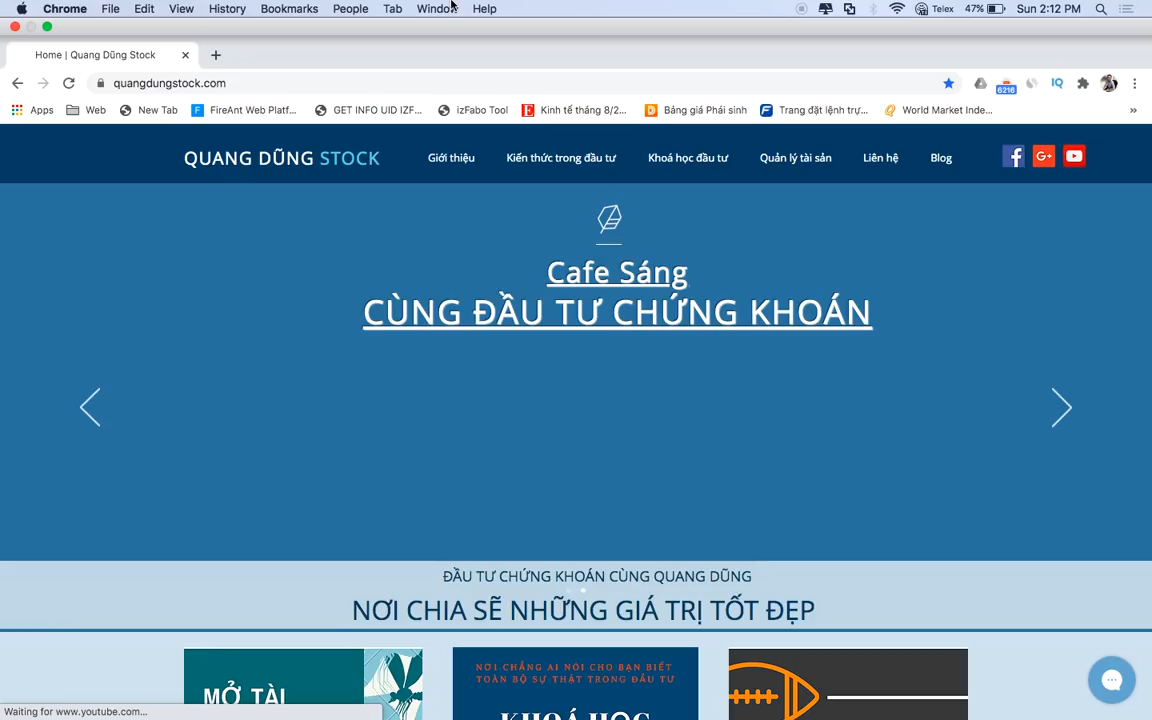 Chrome File Edit View History Bookmarks People Tab Window Help Telex 47% Sun 2:12 PM
Home | Quang Dũng Stock
quangdungstock.com
6216 IQ
Apps Web New Tab FireAnt Web Platf... GET INFO UID IZF... izFabo Tool Kinh tế tháng 8/2... Bảng giá Phái sinh Trang đặt lệnh trự... World Market Inde... »
QUANG DŨNG STOCK Giới thiệu Kiến thức trong đầu tư Khoá học đầu tư Quản lý tài sản Liên hệ Blog
Cafe Sáng
CÙNG ĐẦU TƯ CHỨNG KHOÁN
ĐẦU TƯ CHỨNG KHOÁN CÙNG QUANG DŨNG
NƠI CHIA SẼ NHỮNG GIÁ TRỊ TỐT ĐẸP
NƠI CHẲNG AI NÓI CHO BẠN BIẾT
TOÀN BỘ SỰ THẬT TRONG ĐẦU TƯ
MỞ TÀI
KHOÁ HỌC
Waiting for www.youtube.com...